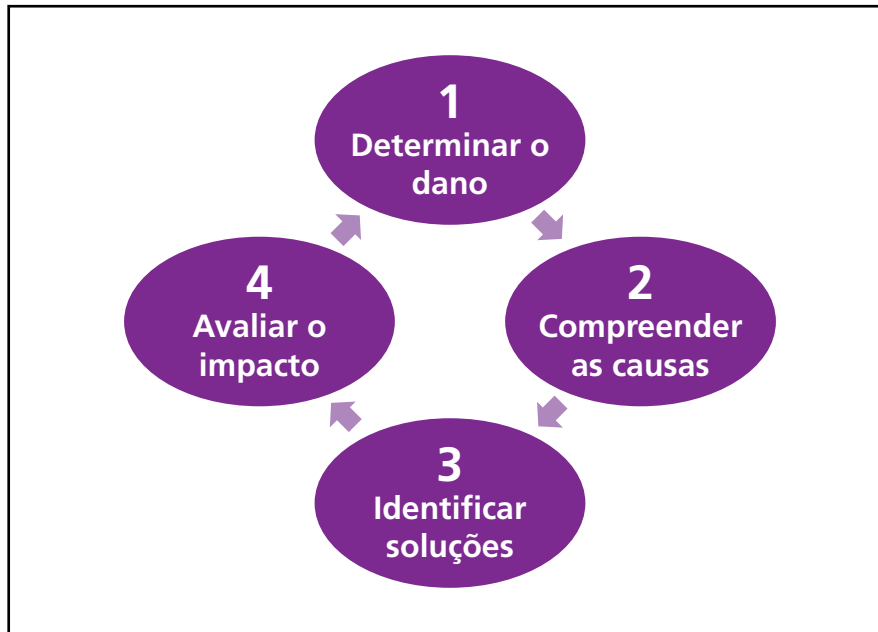 1
Determinar o
dano
2
Compreender
as causas
3
Identificar
soluções
4
Avaliar o
impacto